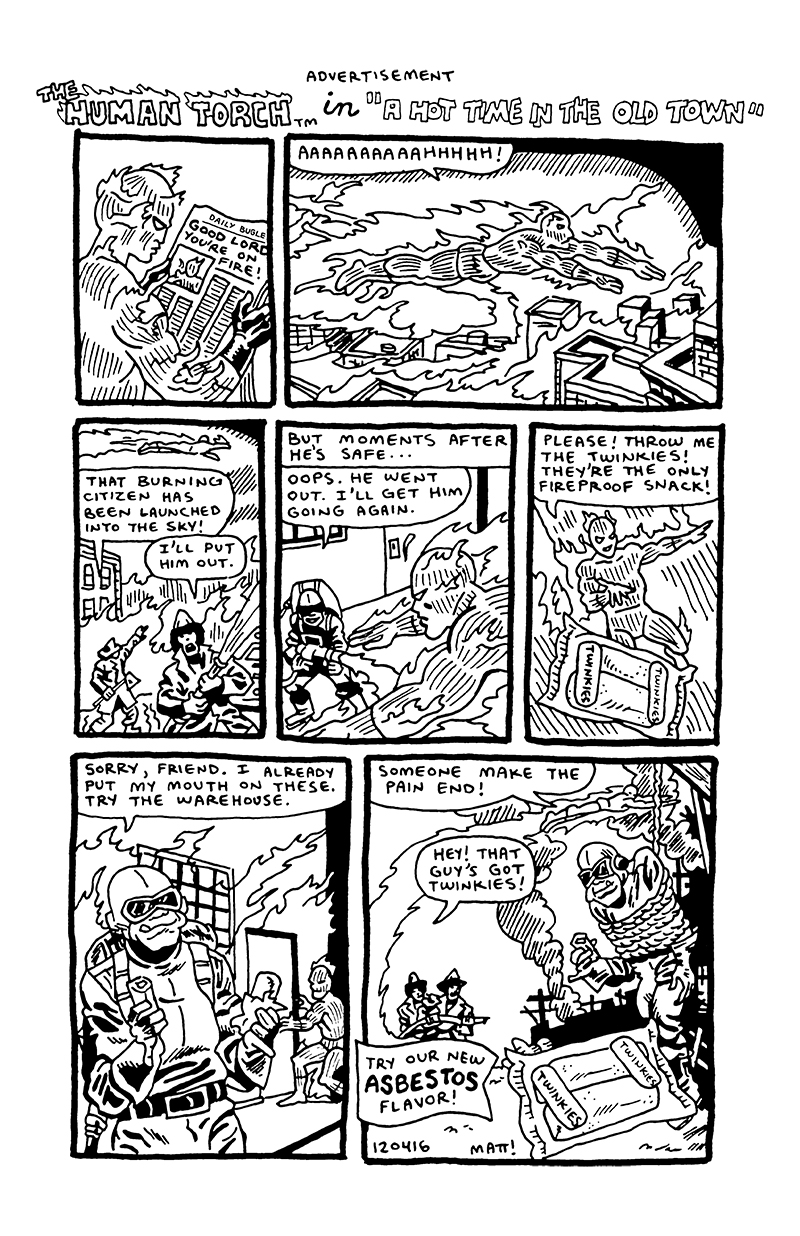 ADVERTISEMENT
THE HUMAN TORCH™ in "A HOT TIME IN THE OLD TOWN"
DAILY BUGLE
GOOD LORD
YOU'RE ON
FIRE!
AAAAAAAAAAHHHHH!
THAT BURNING
CITIZEN HAS
BEEN LAUNCHED
INTO THE SKY!
I'LL PUT
HIM OUT.
BUT MOMENTS AFTER
HE'S SAFE...
OOPS. HE WENT
OUT. I'LL GET HIM
GOING AGAIN.
PLEASE! THROW ME
THE TWINKIES!
THEY'RE THE ONLY
FIREPROOF SNACK!
TWINKIES
TWINKIES
SORRY, FRIEND. I ALREADY
PUT MY MOUTH ON THESE.
TRY THE WAREHOUSE.
SOMEONE MAKE THE
PAIN END!
HEY! THAT
GUY'S GOT
TWINKIES!
TRY OUR NEW
ASBESTOS
FLAVOR!
TWINKIES
TWINKIES
120416 MATT!